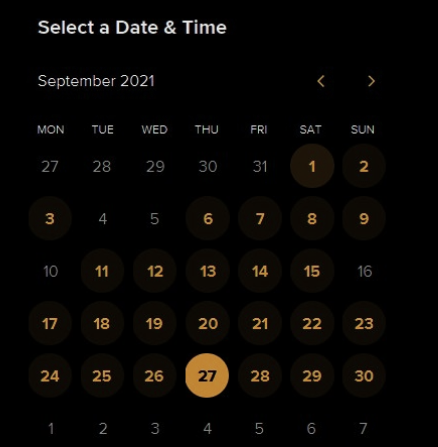 Select a Date & Time
September 2021 < >
MON TUE WED THU FRI SAT SUN
27 28 29 30 31 1 2
3 4 5 6 7 8 9
10 11 12 13 14 15 16
17 18 19 20 21 22 23
24 25 26 27 28 29 30
1 2 3 4 5 6 7